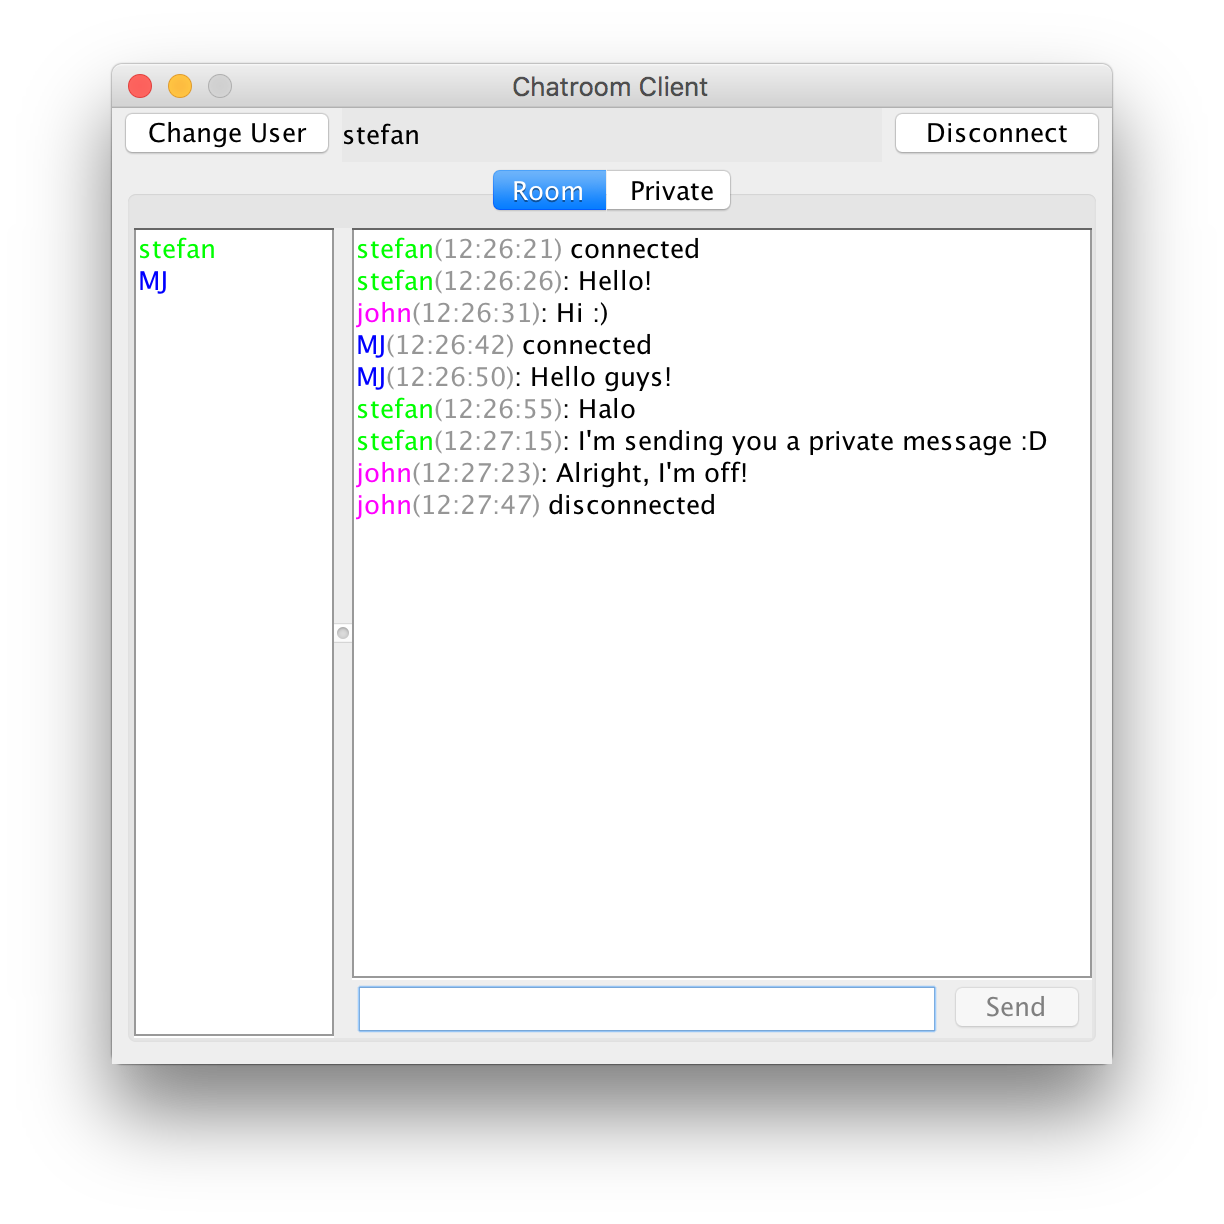 Chatroom Client
Change User
stefan
Disconnect
Room
Private
stefan
MJ
stefan(12:26:21) connected
stefan(12:26:26): Hello!
john(12:26:31): Hi :)
MJ(12:26:42) connected
MJ(12:26:50): Hello guys!
stefan(12:26:55): Halo
stefan(12:27:15): I'm sending you a private message :D
john(12:27:23): Alright, I'm off!
john(12:27:47) disconnected
Send